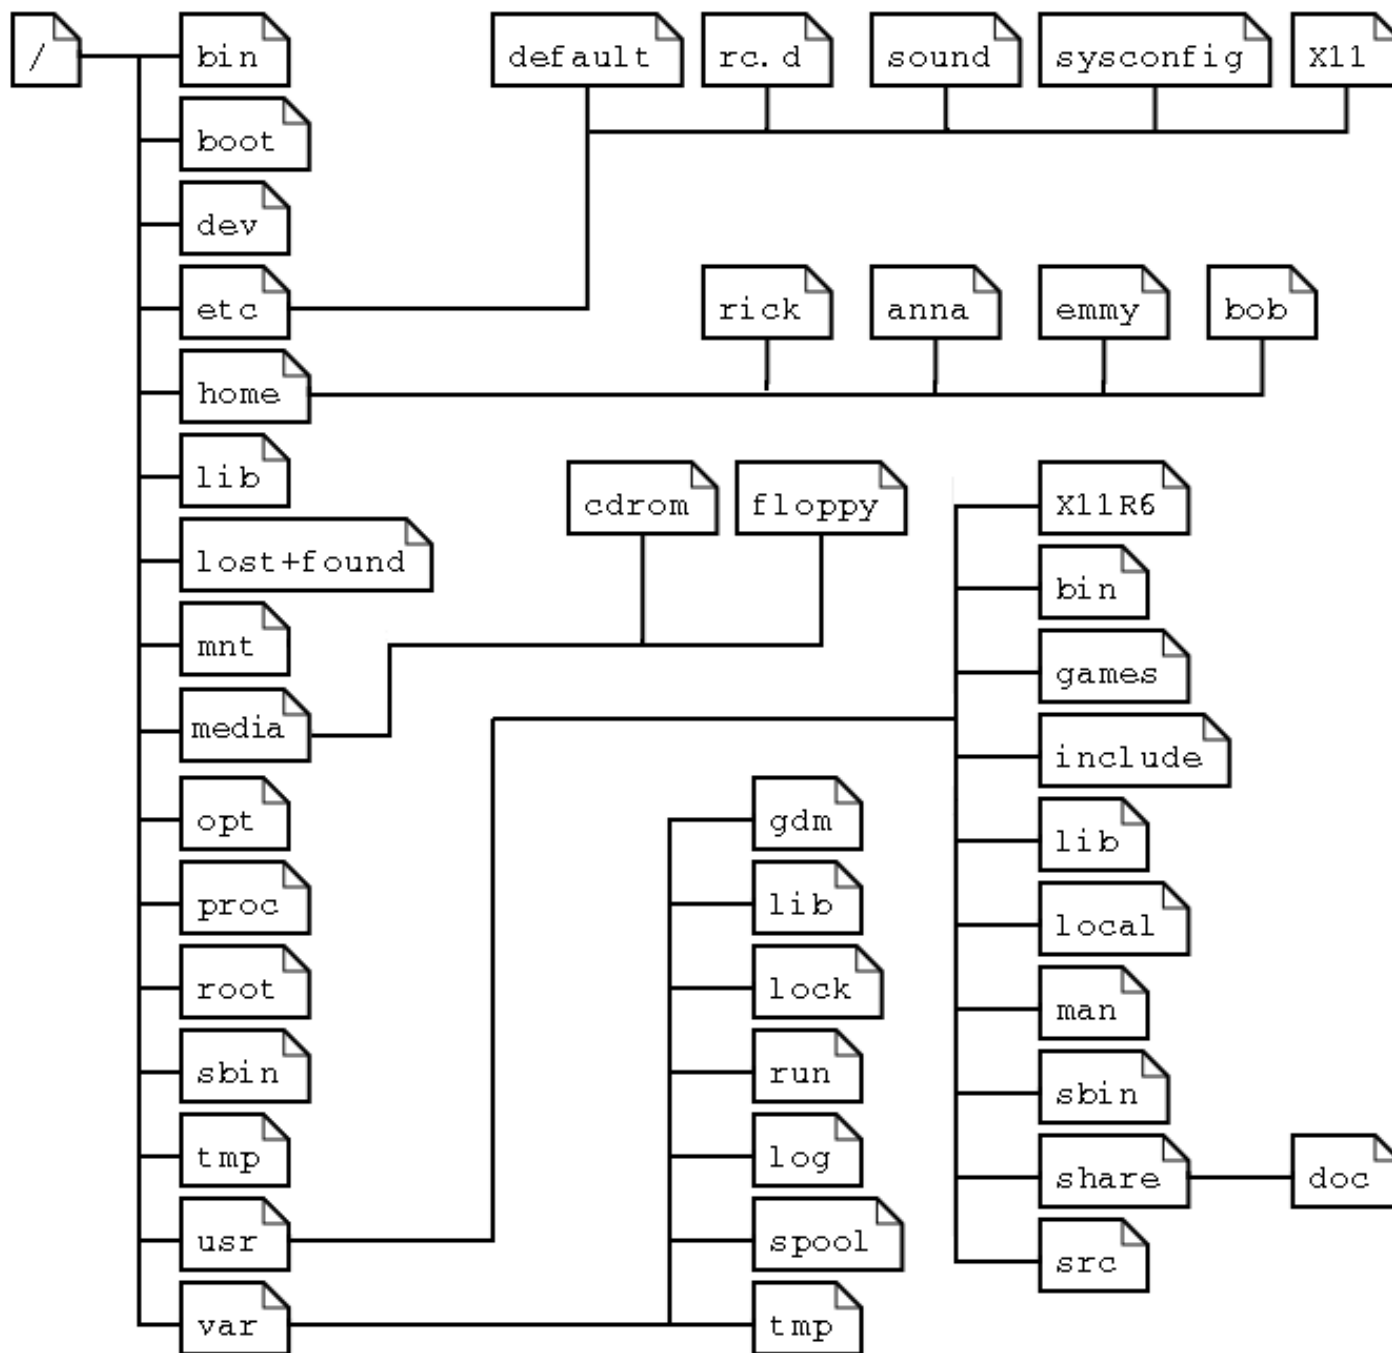 /
bin
default
rc.d
sound
sysconfig
X11
boot
dev
etc
rick
anna
emmy
bob
home
lib
cdrom
floppy
X11R6
lost+found
bin
mnt
games
media
include
opt
gdm
lib
proc
lib
local
root
lock
man
sbin
run
sbin
tmp
log
share
doc
usr
spool
src
var
tmp